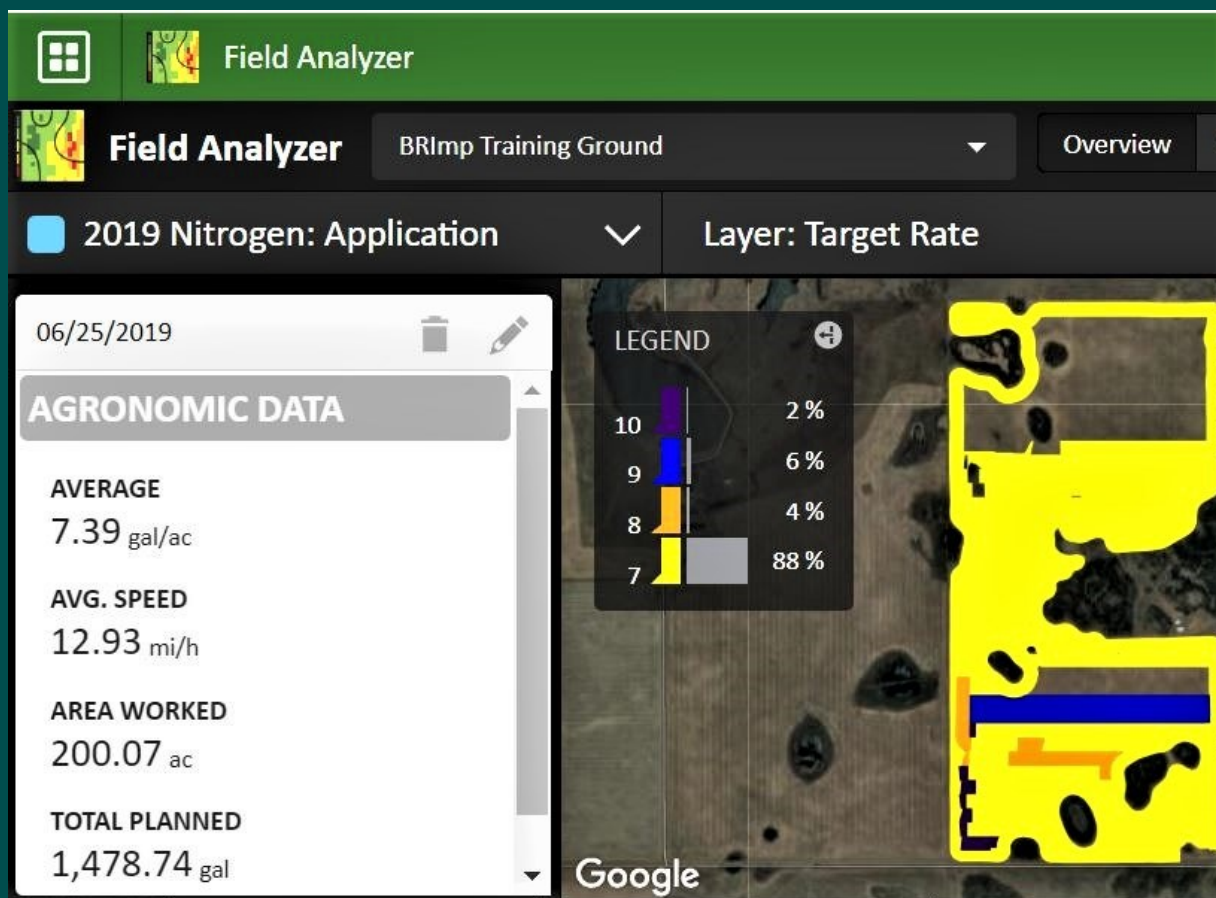 Field Analyzer
Field Analyzer
BRImp Training Ground
Overview
2019 Nitrogen: Application
Layer: Target Rate
06/25/2019
AGRONOMIC DATA
AVERAGE
7.39 gal/ac
AVG. SPEED
12.93 mi/h
AREA WORKED
200.07 ac
TOTAL PLANNED
1,478.74 gal
LEGEND
10 2 %
9 6 %
8 4 %
7 88 %
Google